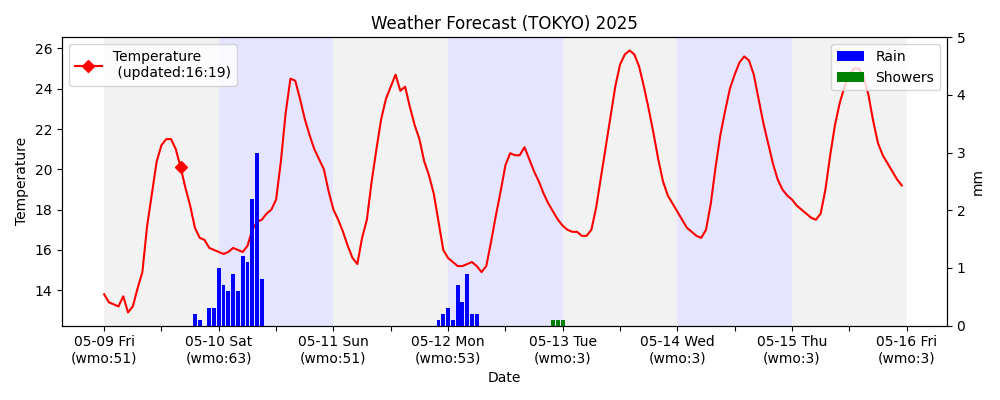 Weather Forecast (TOKYO) 2025
Temperature
(updated:16:19)
Rain
Showers
26
24
22
20
18
16
14
Temperature
5
4
3
2
1
0
mm
05-09 Fri
(wmo:51)
05-10 Sat
(wmo:63)
05-11 Sun
(wmo:51)
05-12 Mon
(wmo:53)
05-13 Tue
(wmo:3)
05-14 Wed
(wmo:3)
05-15 Thu
(wmo:3)
05-16 Fri
(wmo:3)
Date